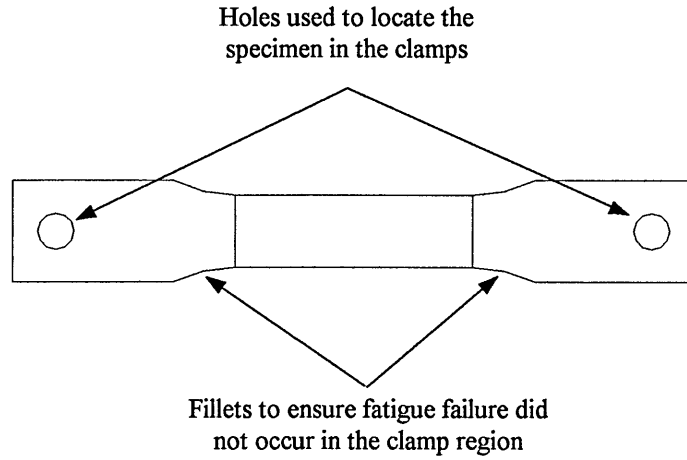 Holes used to locate the
specimen in the clamps
Fillets to ensure fatigue failure did
not occur in the clamp region